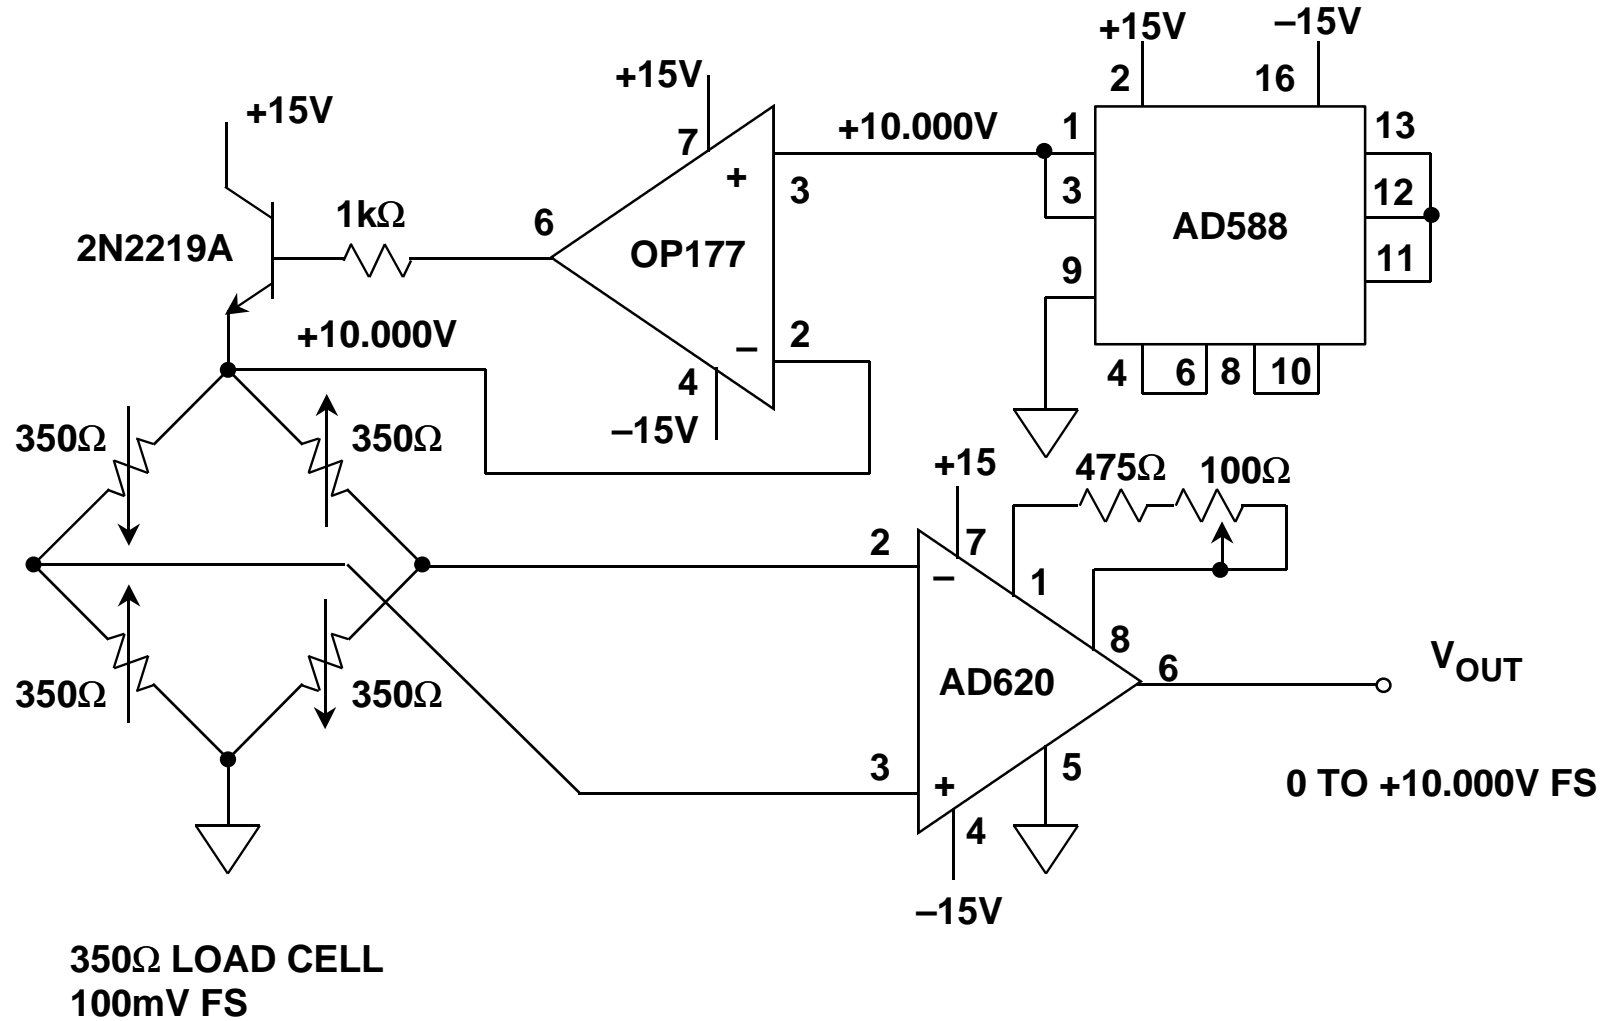 +15V
–15V
2
16
+15V
+15V
7
+
3
+10.000V
1
3
9
AD588
13
12
11
4
6
8
10
2N2219A
1kΩ
6
OP177
2
–
4
–15V
+10.000V
350Ω
350Ω
350Ω
350Ω
+15
7
475Ω
100Ω
2
–
1
8
AD620
6
VOUT
3
+
5
4
–15V
0 TO +10.000V FS
350Ω LOAD CELL
100mV FS